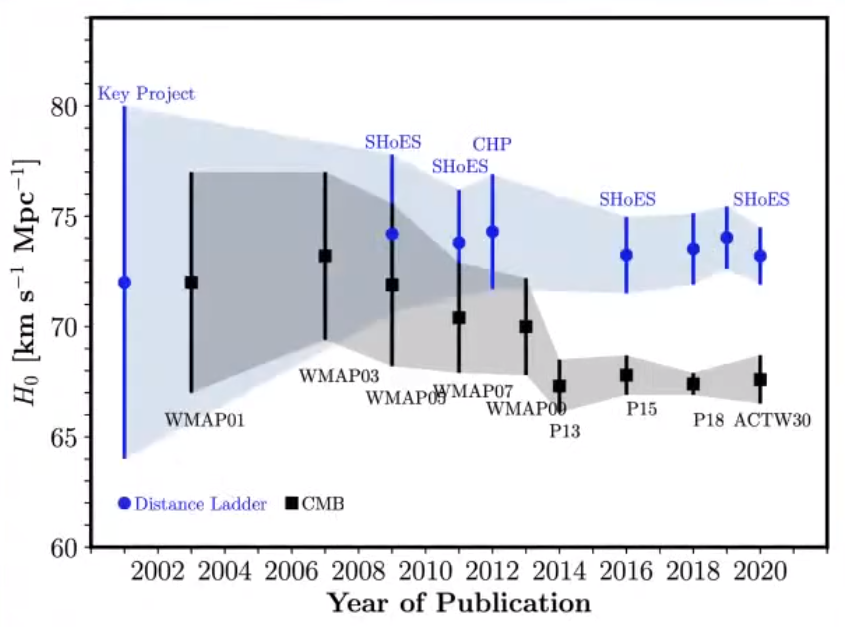 Key Project
80
SHoES
CHP
SHoES
75
SHoES
SHoES
H₀ [km s⁻¹ Mpc⁻¹]
70
WMAP03
WMAP05
WMAP07
WMAP09
WMAP01
P13
P15
P18
ACTW30
65
Distance Ladder
CMB
60
2002 2004 2006 2008 2010 2012 2014 2016 2018 2020
Year of Publication